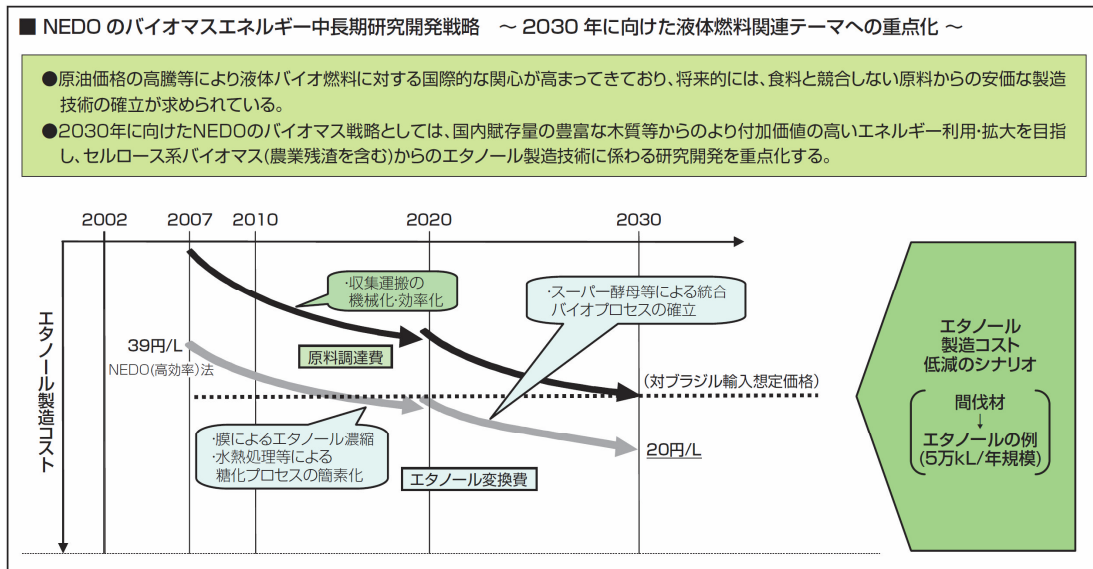 ■ NEDO のバイオマスエネルギー中長期研究開発戦略　～ 2030 年に向けた液体燃料関連テーマへの重点化 ～
●原油価格の高騰等により液体バイオ燃料に対する国際的な関心が高まってきており、将来的には、食料と競合しない原料からの安価な製造
技術の確立が求められている。
●2030年に向けたNEDOのバイオマス戦略としては、国内賦存量の豊富な木質等からのより付加価値の高いエネルギー利用・拡大を目指
し、セルロース系バイオマス(農業残渣を含む)からのエタノール製造技術に係わる研究開発を重点化する。
2002
2007
2010
2020
2030
エタノール製造コスト
・収集運搬の
機械化・効率化
・スーパー酵母等による統合
バイオプロセスの確立
39円/L
NEDO(高効率)法
原料調達費
(対ブラジル輸入想定価格)
・膜によるエタノール濃縮
・水熱処理等による
糖化プロセスの簡素化
エタノール変換費
20円/L
エタノール
製造コスト
低減のシナリオ
間伐材
↓
エタノールの例
(5万kL/年規模)